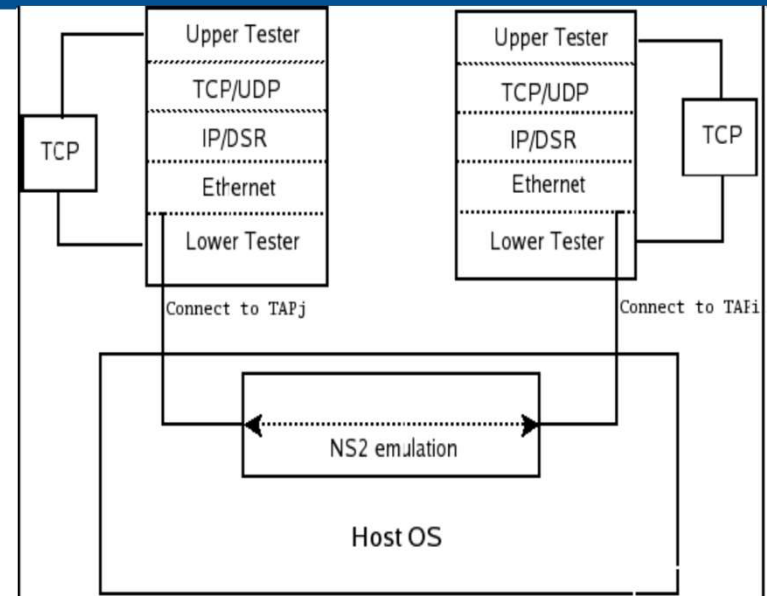 Upper Tester
TCP/UDP
IP/DSR
Ethernet
Lower Tester
TCP
Connect to TAPj
Upper Tester
TCP/UDP
IP/DSR
Ethernet
Lower Tester
TCP
Connect to TAPi
NS2 emulation
Host OS